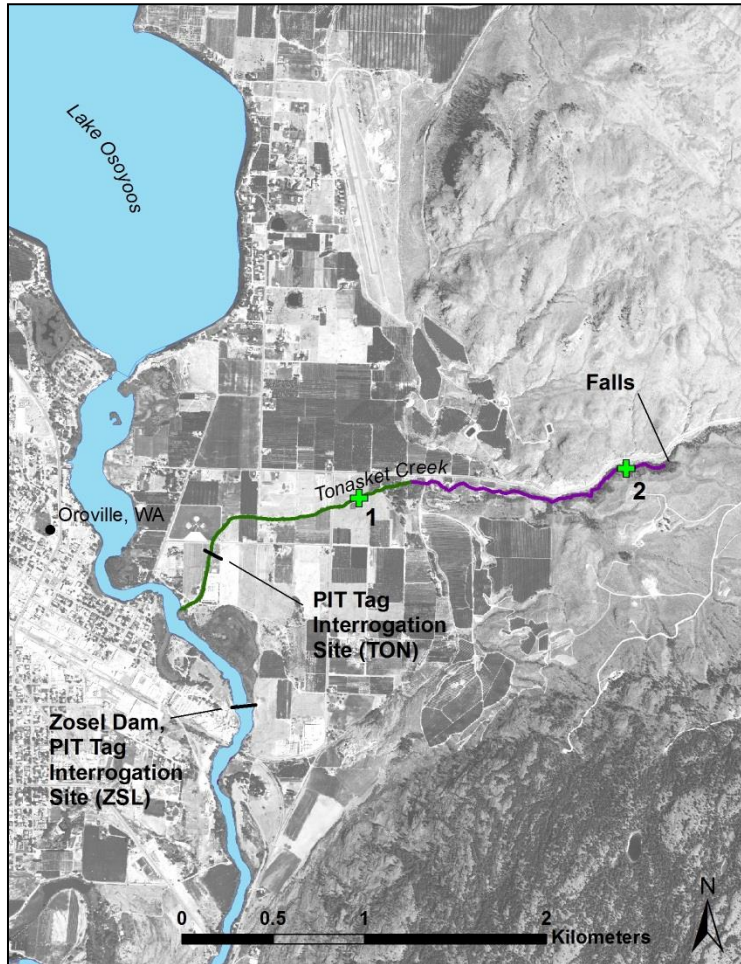 Lake Osoyoos
Falls
Tonasket Creek
2
1
Oroville, WA
PIT Tag
Interrogation
Site (TON)
Zosel Dam,
PIT Tag
Interrogation
Site (ZSL)
N
0 0.5 1 2
Kilometers